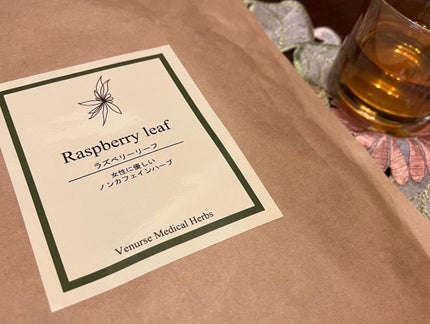 Raspberry leaf
ラズベリーリーフ
女性に優しい
ノンカフェインハーブ
Venurse Medical Herbs